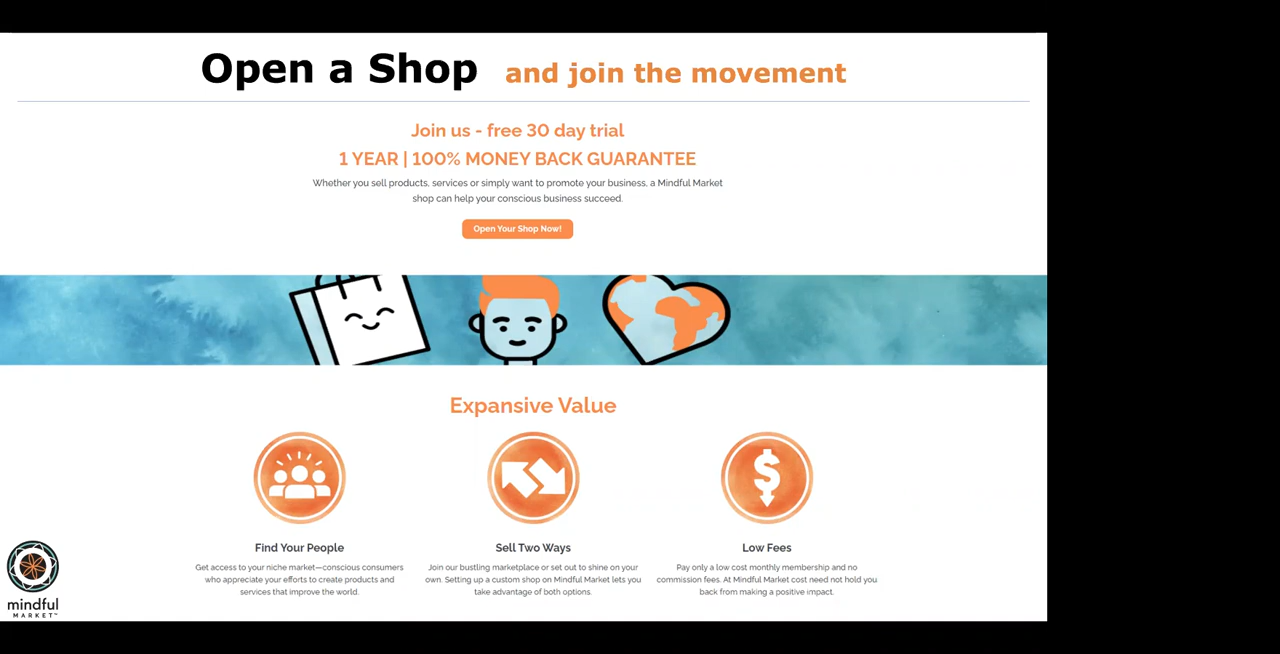 Open a Shop and join the movement
Join us - free 30 day trial
1 YEAR | 100% MONEY BACK GUARANTEE
Whether you sell products, services or simply want to promote your business, a Mindful Market
shop can help your conscious business succeed.
Open Your Shop Now!
Expansive Value
Find Your People
Get access to your niche market—conscious consumers
who appreciate your efforts to create products and
services that improve the world.
Sell Two Ways
Join our bustling marketplace or set out to shine on your
own. Setting up a custom shop on Mindful Market lets you
take advantage of both options.
Low Fees
Pay only a low cost monthly membership and no
commission fees. At Mindful Market cost need not hold you
back from making a positive impact.
mindful
MARKET™